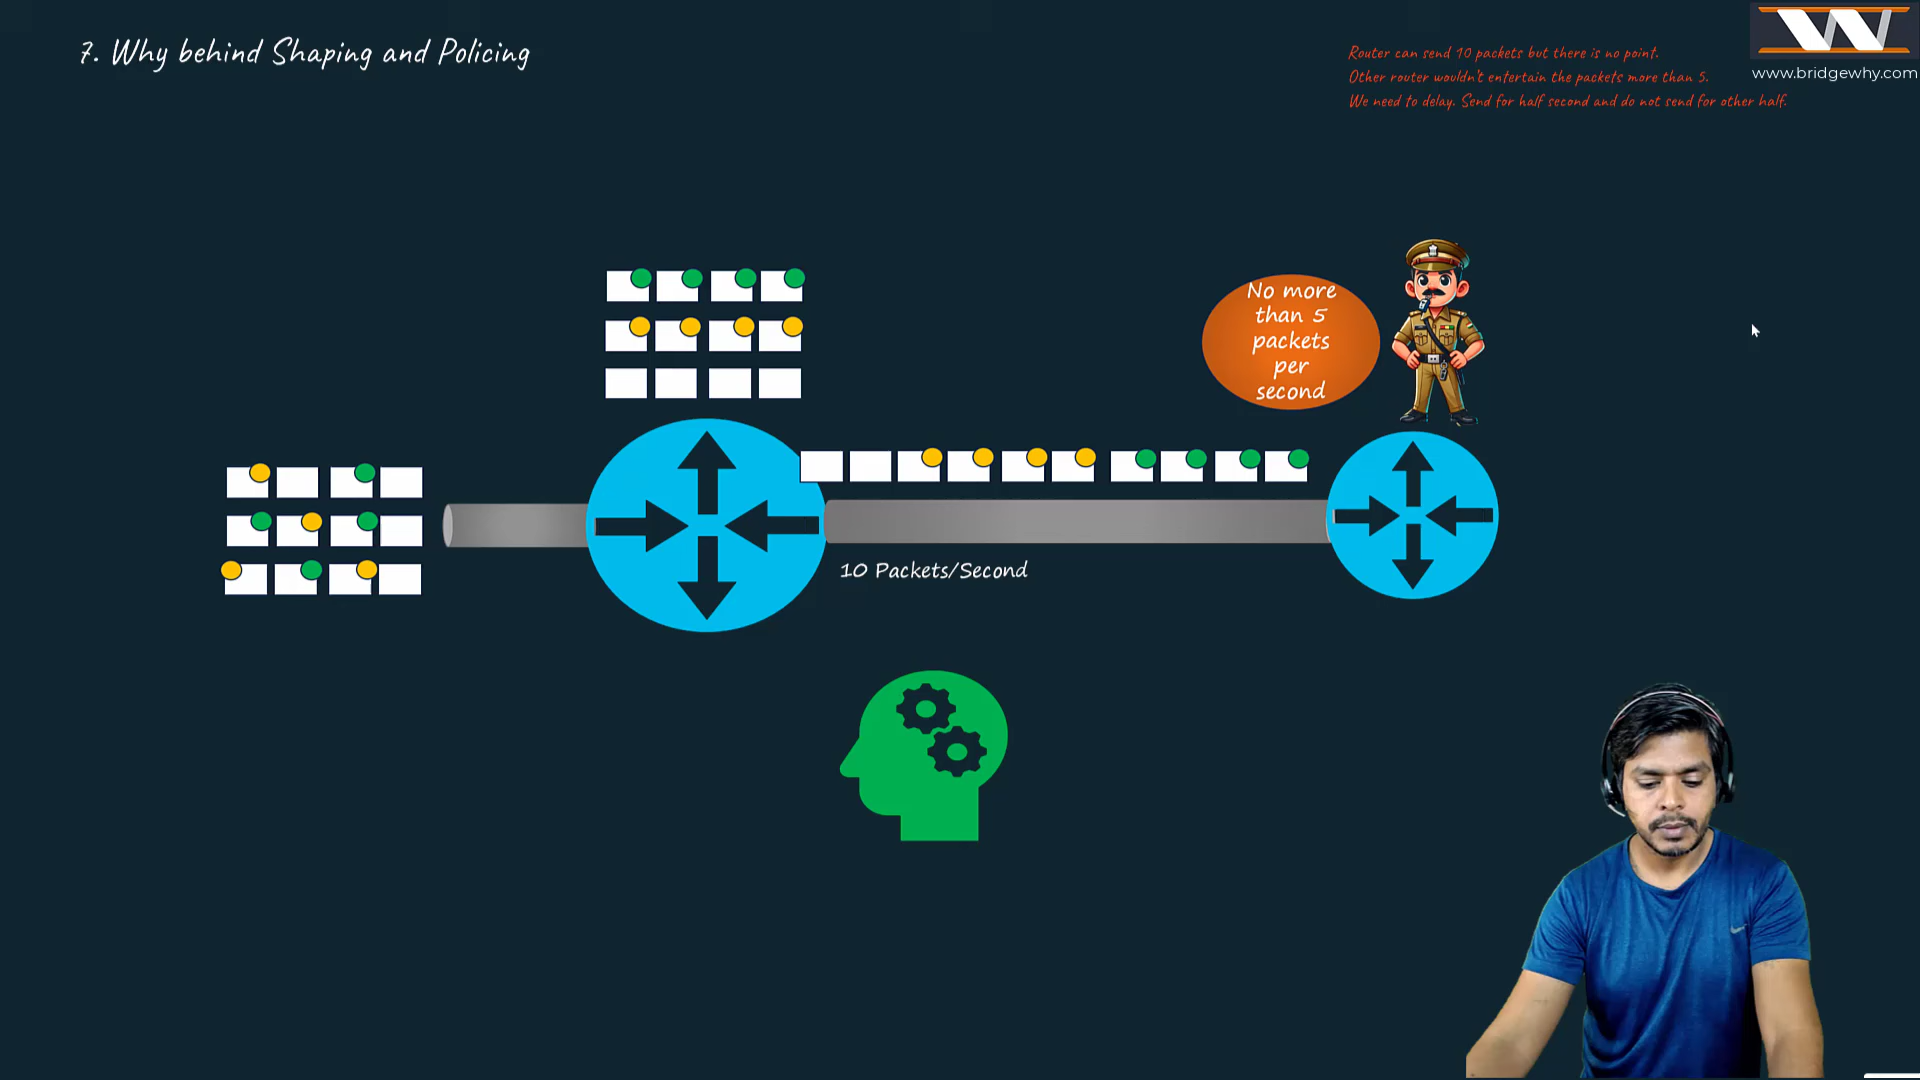 7. Why behind Shaping and Policing
Router can send 10 packets but there is no point.
Other router wouldn't entertain the packets more than 5.
We need to delay. Send for half second and do not send for other half.
www.bridgewhy.com
No more
than 5
packets
per
second
10 Packets/Second